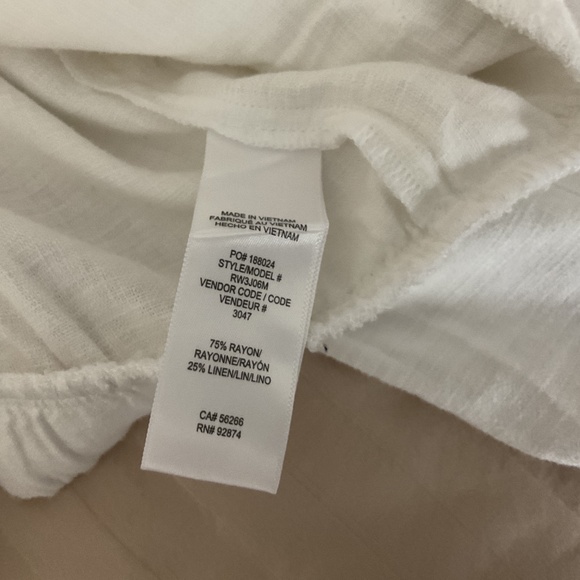 MADE IN VIETNAM
FABRIQUÉ AU VIETNAM
HECHO EN VIETNAM
PO# 188024
STYLE/MODEL #
RW3J06M
VENDOR CODE / CODE
VENDEUR #
3047
75% RAYON/
RAYONNE/RAYÓN
25% LINEN/LIN/LINO
CA# 56266
RN# 92874